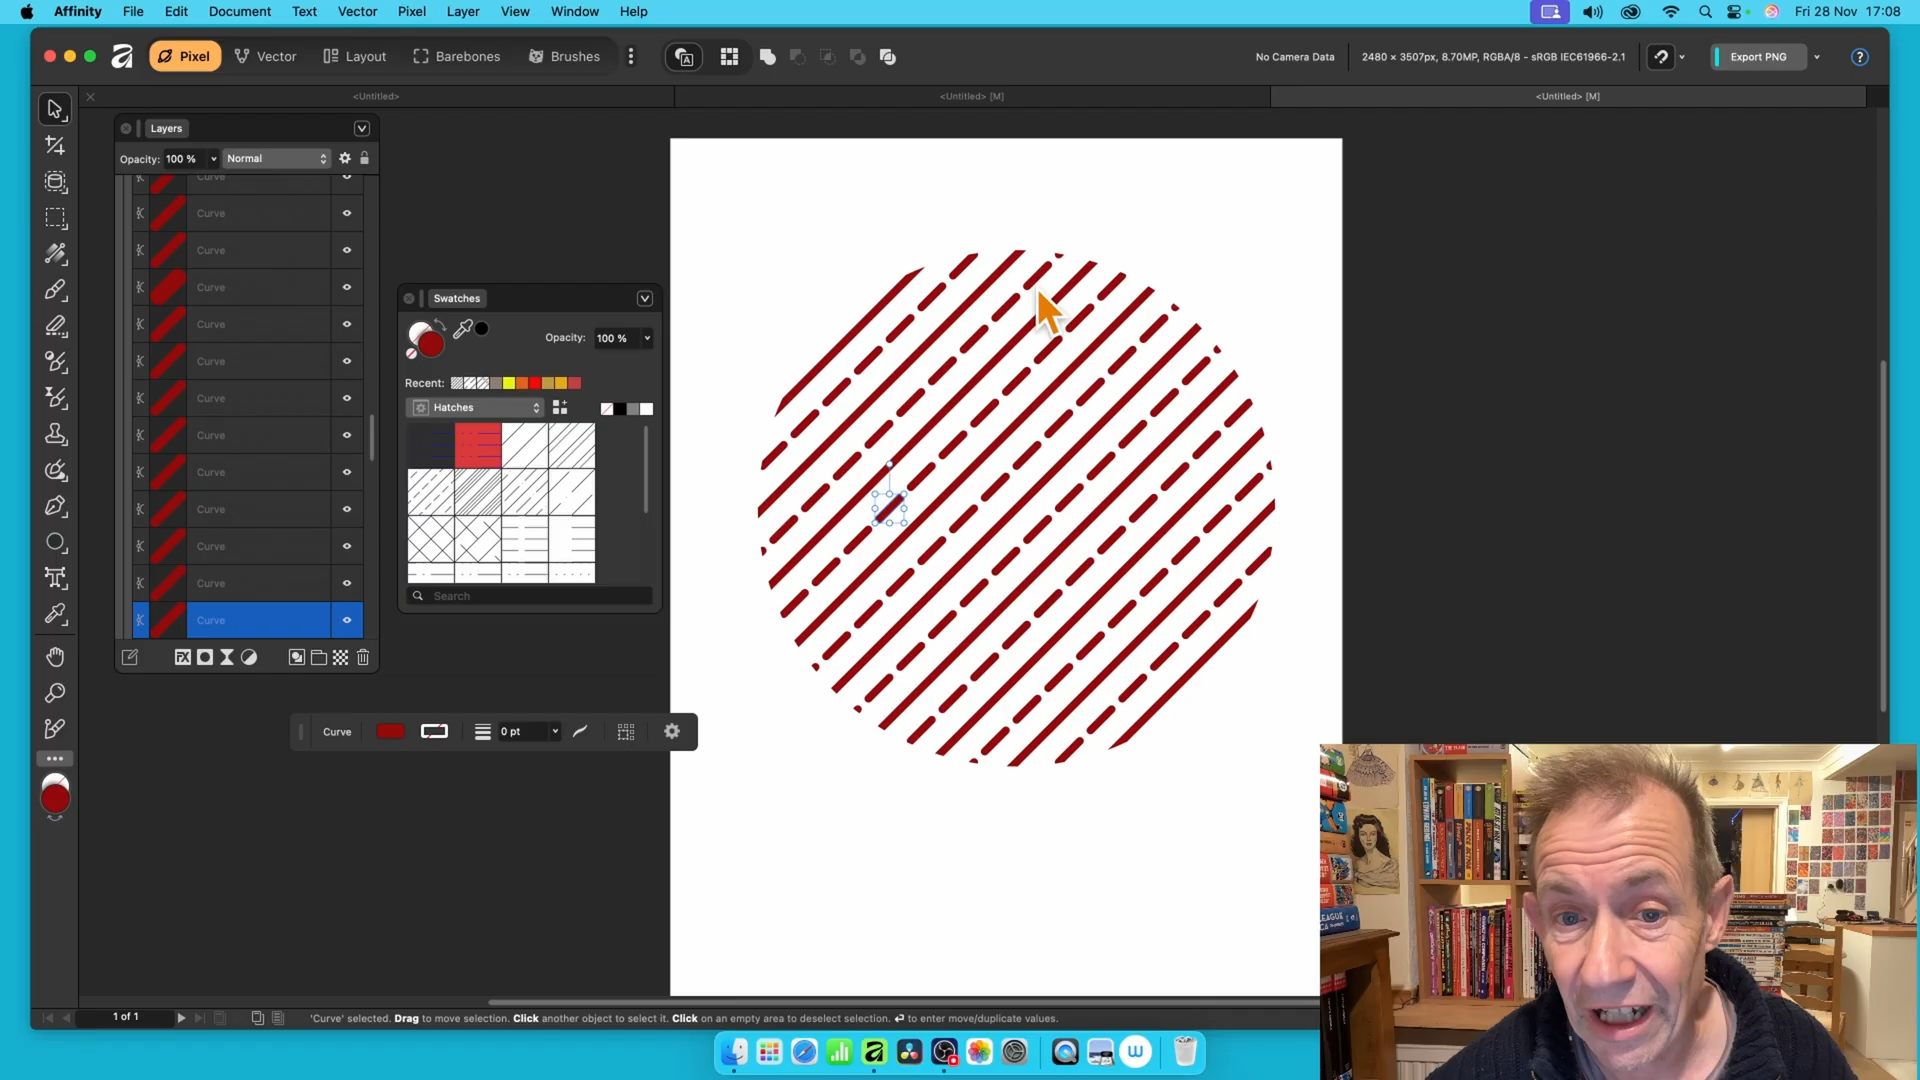 Affinity File Edit Document Text Vector Pixel Layer View Window Help Fri 28 Nov 17:08
Pixel Vector Layout Barebones Brushes No Camera Data 2480 × 3507px, 8.70MP, RGBA/8 - sRGB IEC61966-2.1 Export PNG ?
<Untitled> <Untitled> [M] <Untitled> [M]
Layers
Opacity: 100 % Normal
Curve
Curve
Curve
Curve
Curve
Curve
Curve
Curve
Curve
Curve
Curve
Curve
Curve
Swatches
Opacity: 100 %
Recent:
Hatches
Search
Curve 0 pt
1 of 1 'Curve' selected. Drag to move selection. Click another object to select it. Click on an empty area to deselect selection. ⏎ to enter move/duplicate values.